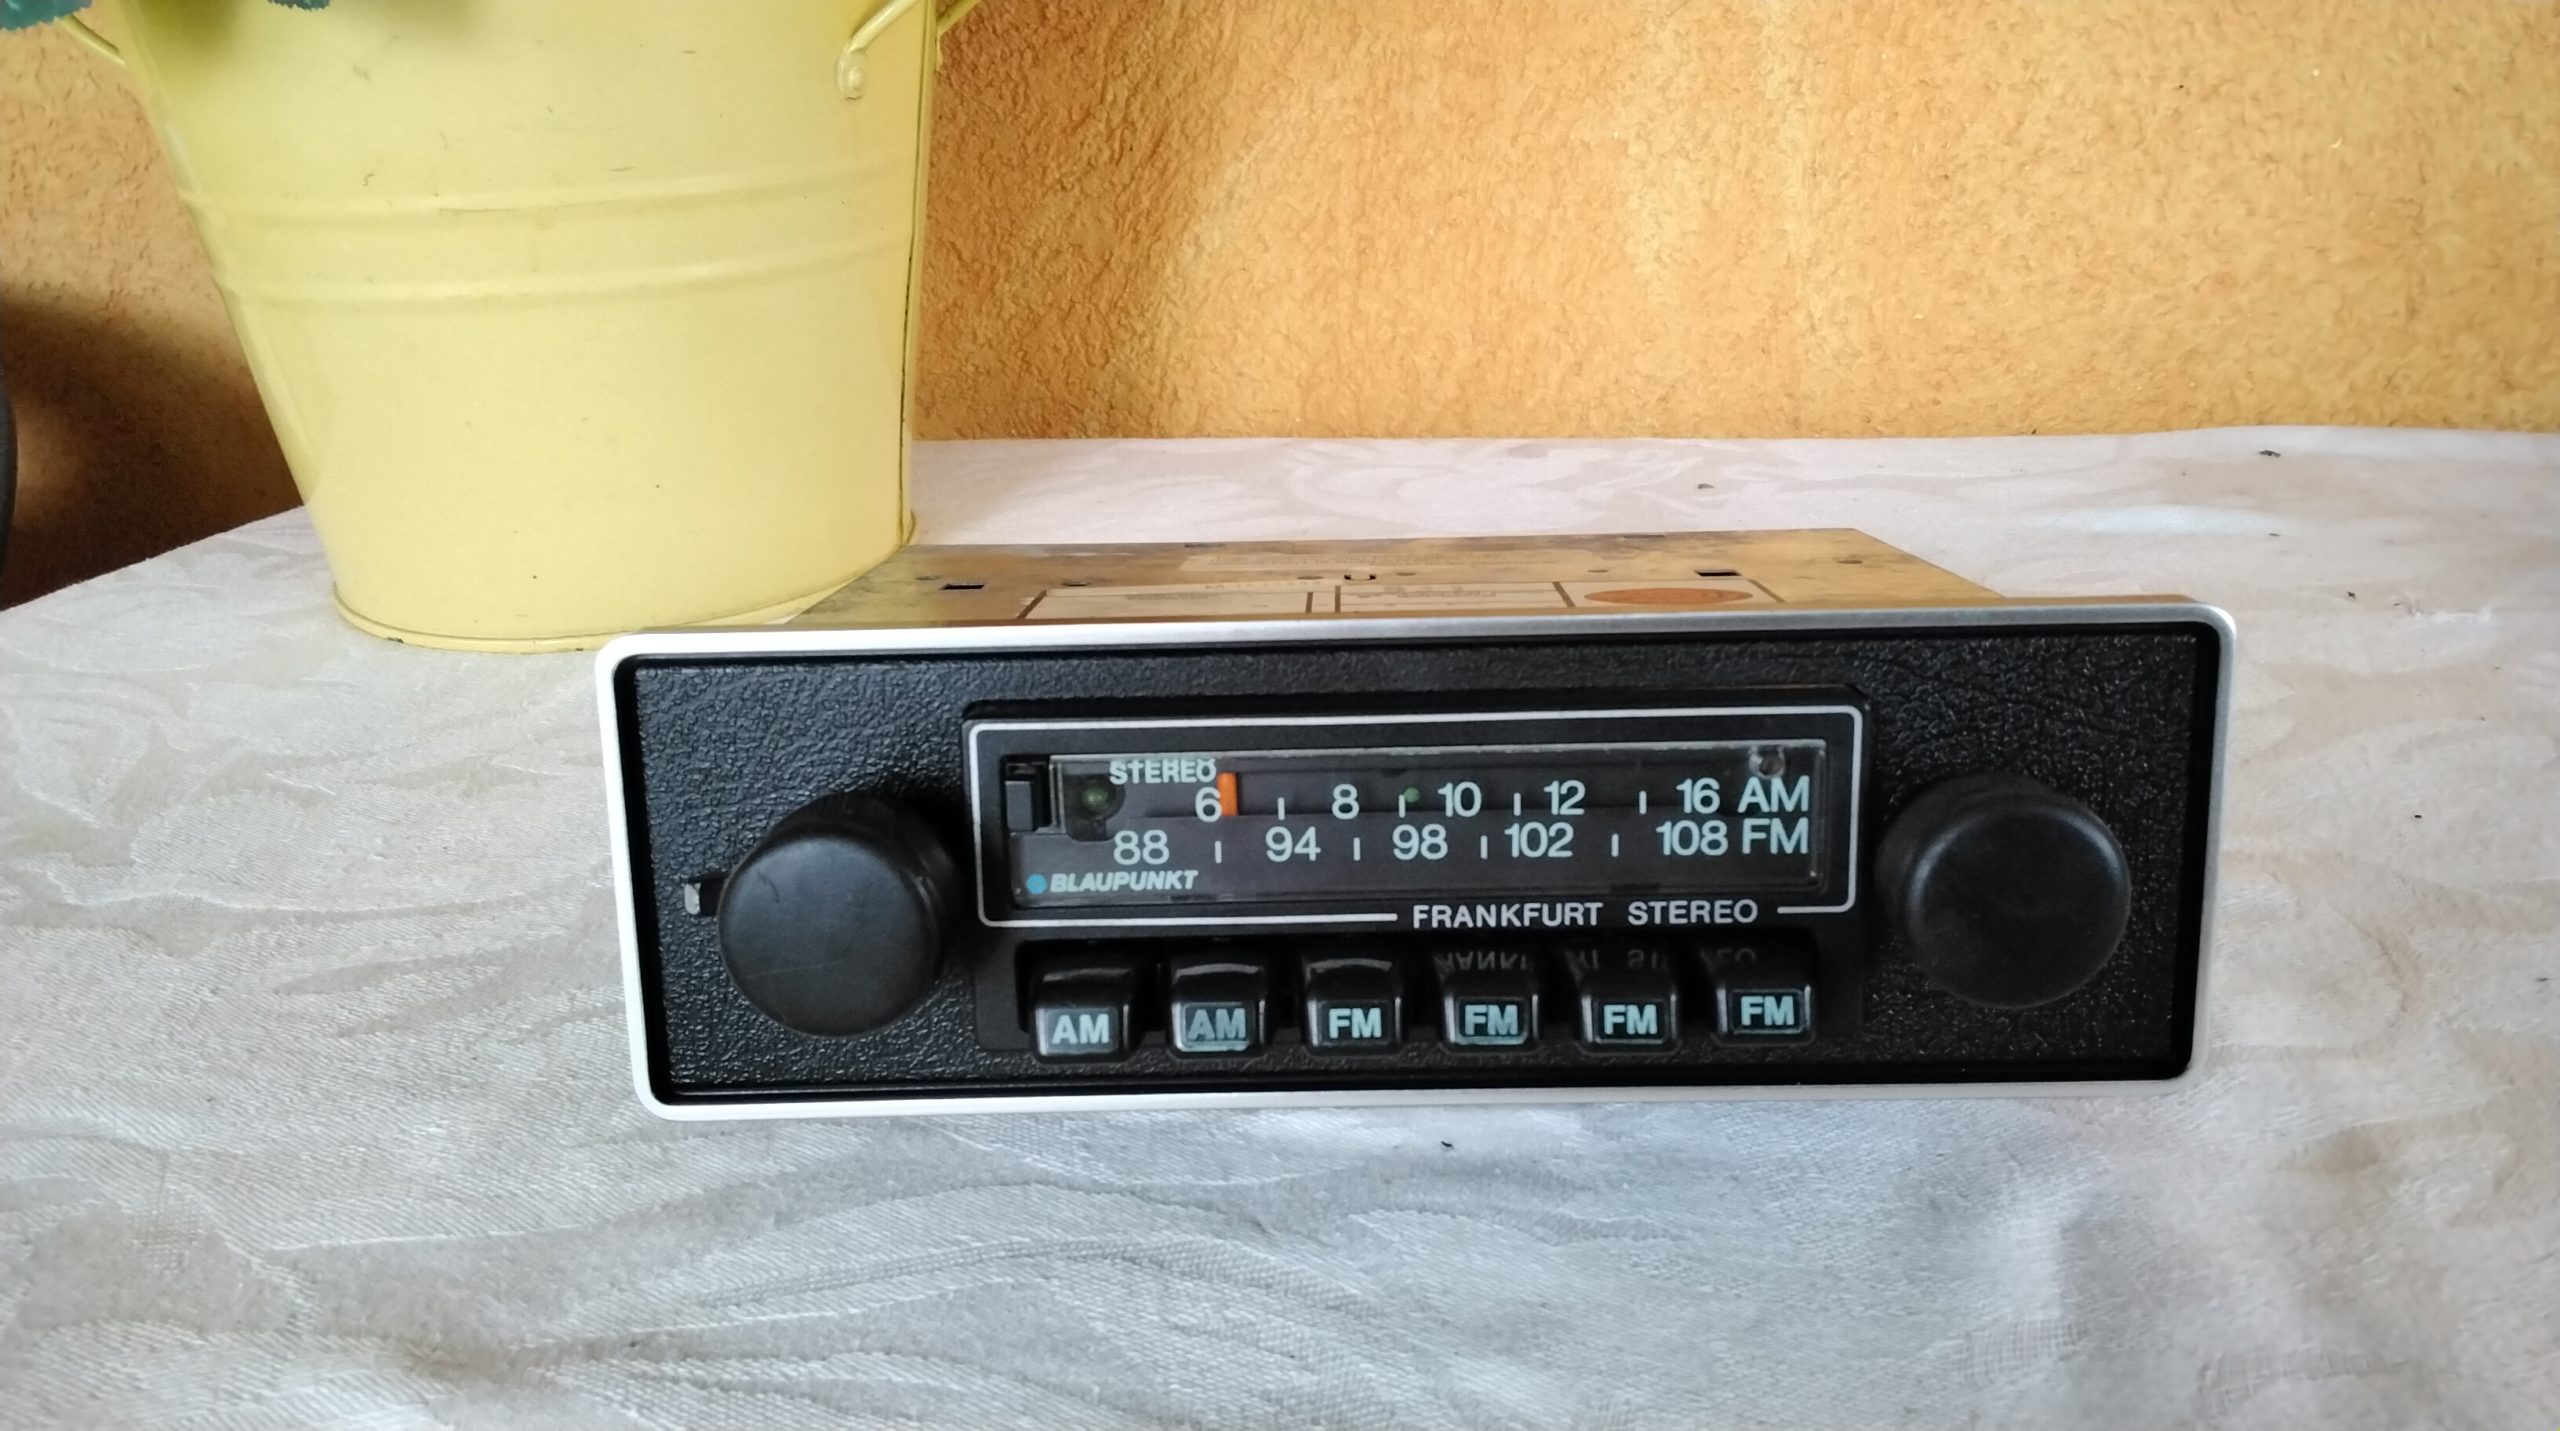 STEREO
6 8 10 12 16 AM
88 94 98 102 108 FM
BLAUPUNKT
FRANKFURT STEREO
AM AM FM FM FM FM